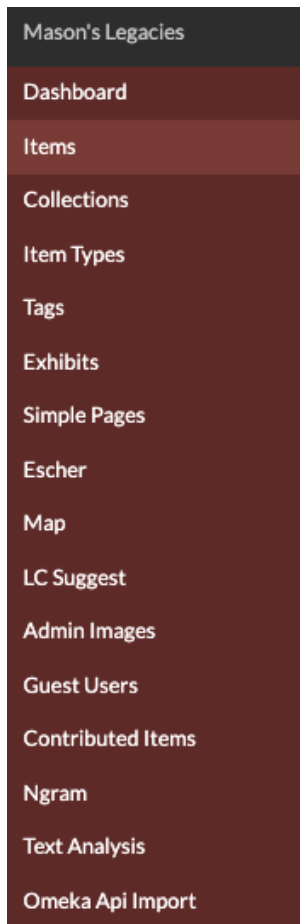 Mason's Legacies
Dashboard
Items
Collections
Item Types
Tags
Exhibits
Simple Pages
Escher
Map
LC Suggest
Admin Images
Guest Users
Contributed Items
Ngram
Text Analysis
Omeka Api Import